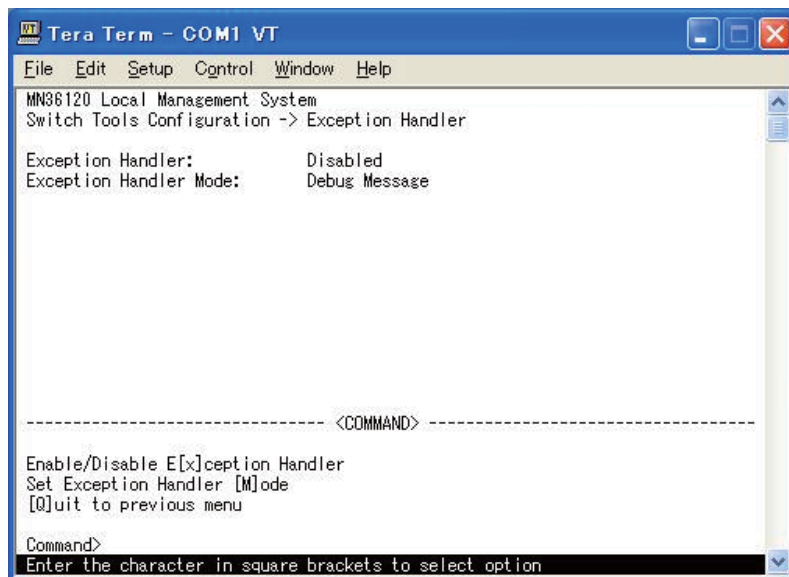 Tera Term - COM1 VT
File Edit Setup Control Window Help
MN36120 Local Management System
Switch Tools Configuration -> Exception Handler
Exception Handler: Disabled
Exception Handler Mode: Debug Message
-------------------------------- <COMMAND> -----------------------------------
Enable/Disable E[x]ception Handler
Set Exception Handler [M]ode
[Q]uit to previous menu
Command>
Enter the character in square brackets to select option